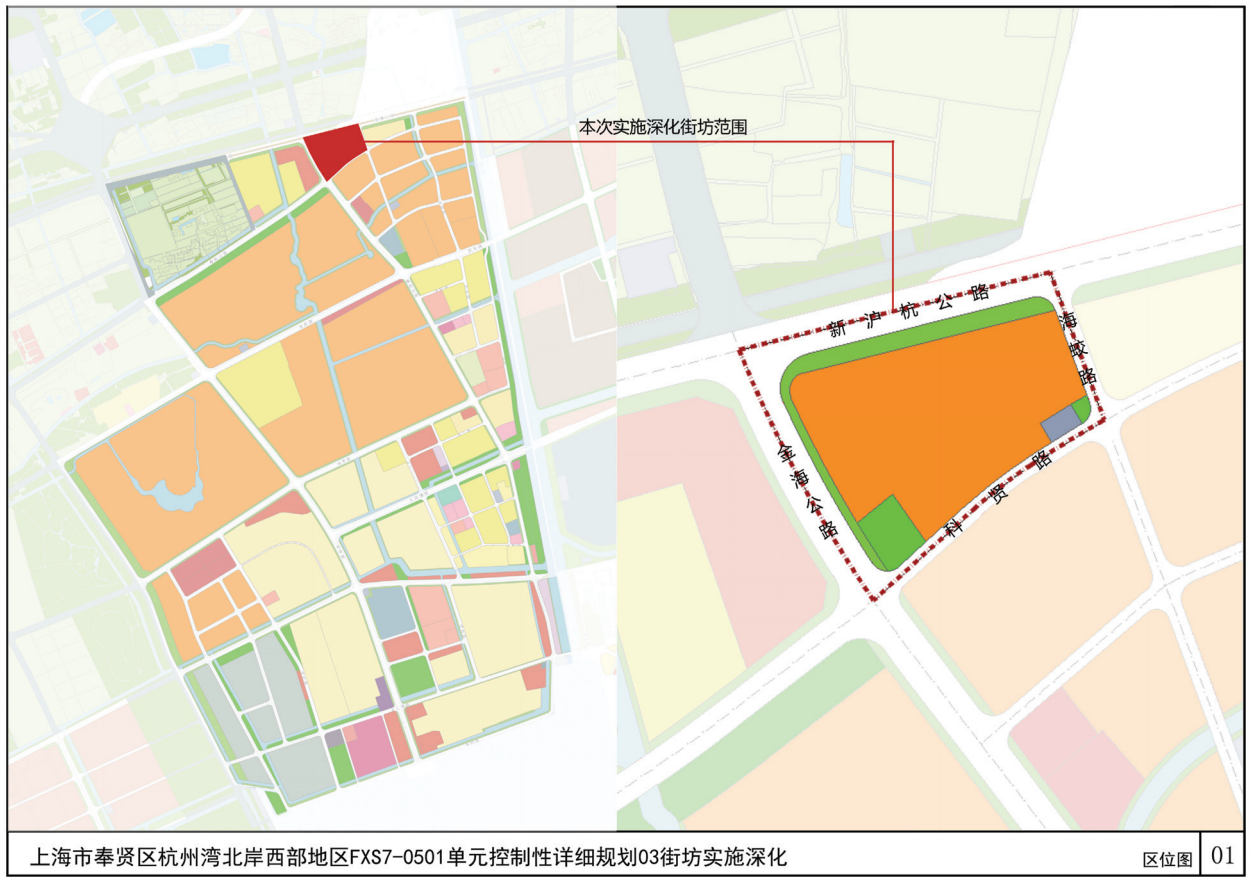 本次实施深化街坊范围
新沪杭公路
海蛟路
金海公路
科贤路
上海市奉贤区杭州湾北岸西部地区FXS7-0501单元控制性详细规划03街坊实施深化
区位图
01